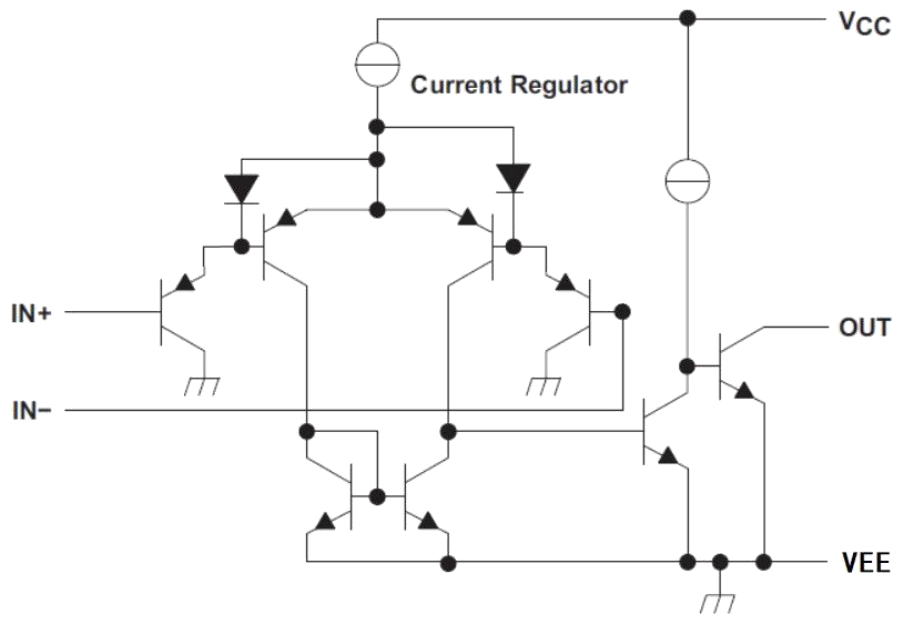 VCC
Current Regulator
IN+
OUT
IN−
VEE